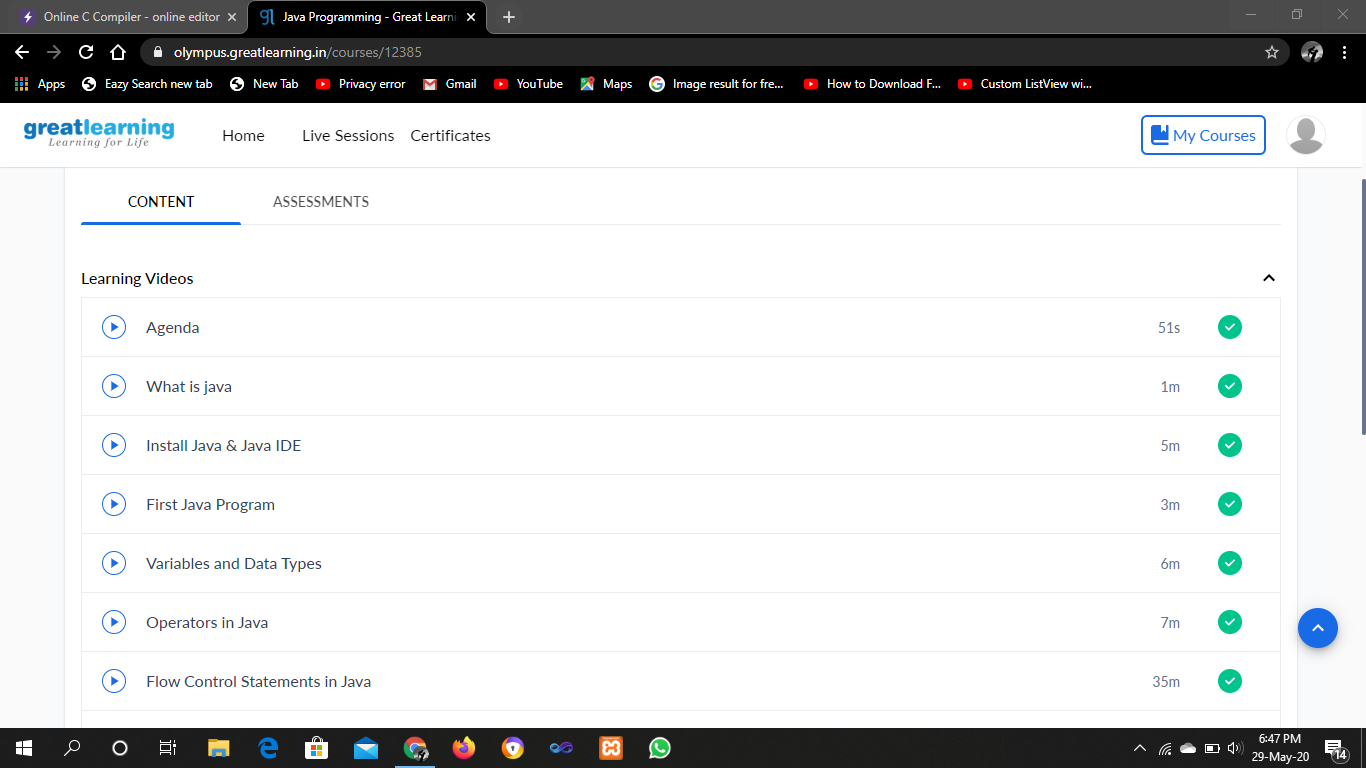 Online C Compiler - online editor
Java Programming - Great Learni
olympus.greatlearning.in/courses/12385
Apps
Eazy Search new tab
New Tab
Privacy error
Gmail
YouTube
Maps
Image result for fre...
How to Download F...
Custom ListView wi...
greatlearning
Learning for Life
Home
Live Sessions
Certificates
My Courses
CONTENT
ASSESSMENTS
Learning Videos
Agenda 51s
What is java 1m
Install Java & Java IDE 5m
First Java Program 3m
Variables and Data Types 6m
Operators in Java 7m
Flow Control Statements in Java 35m
6:47 PM
29-May-20
14